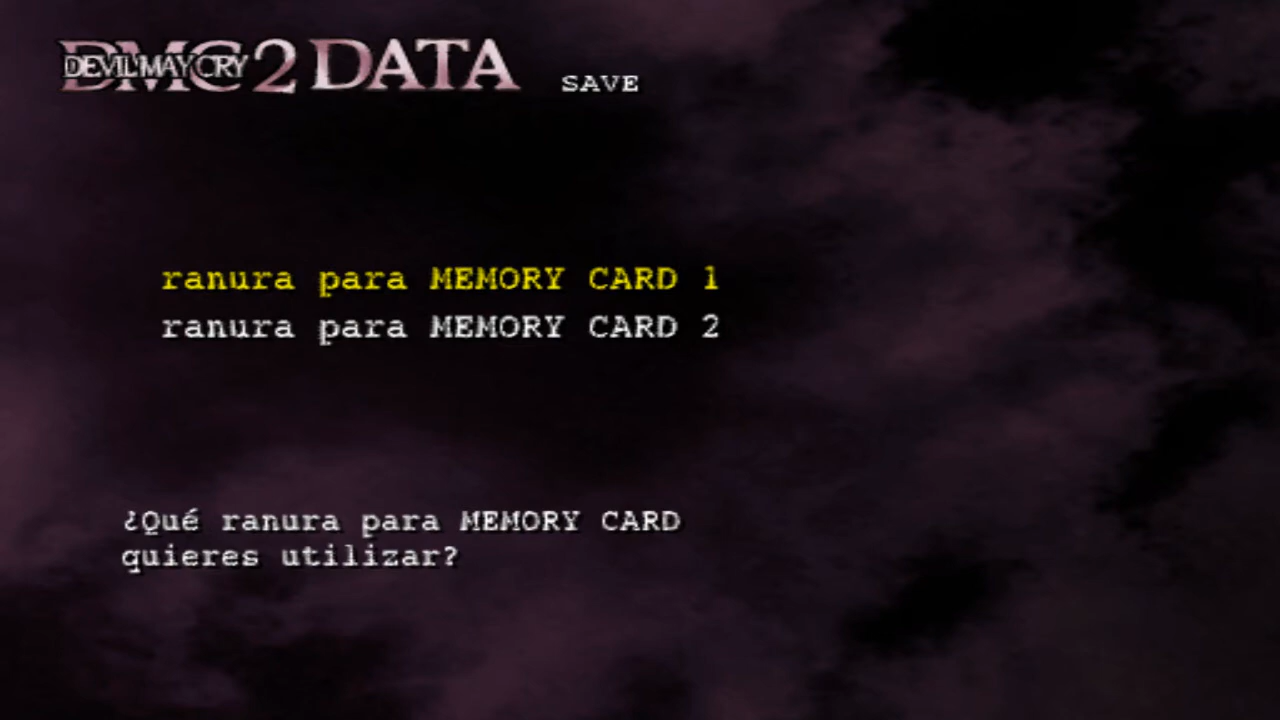 DMC DEVIL MAY CRY 2 DATA SAVE
ranura para MEMORY CARD 1
ranura para MEMORY CARD 2
¿Qué ranura para MEMORY CARD
quieres utilizar?